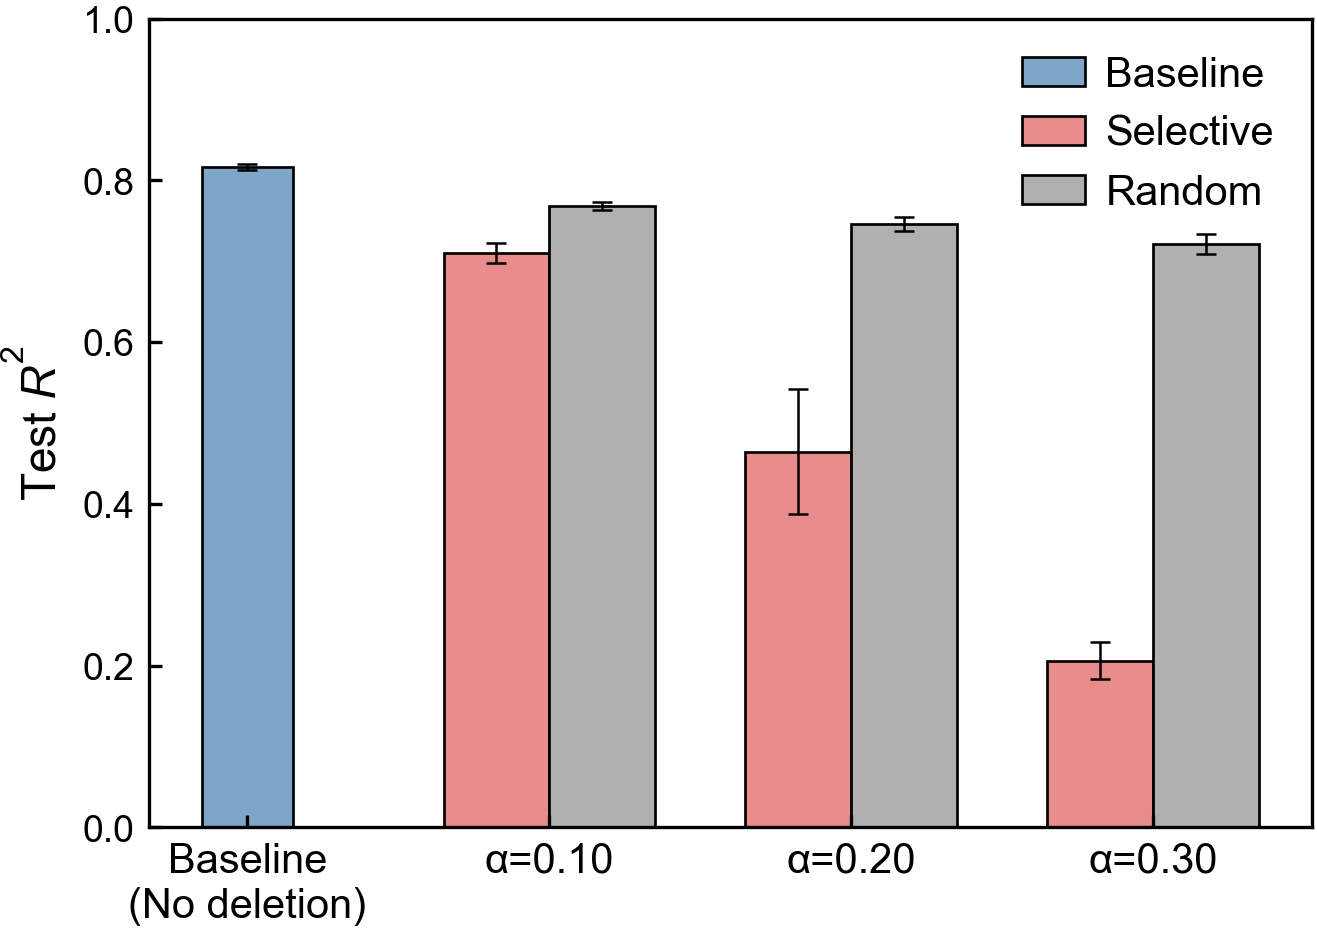 1.0
0.8
0.6
0.4
0.2
0.0
Test R²
Baseline
Selective
Random
Baseline
(No deletion)
α=0.10
α=0.20
α=0.30